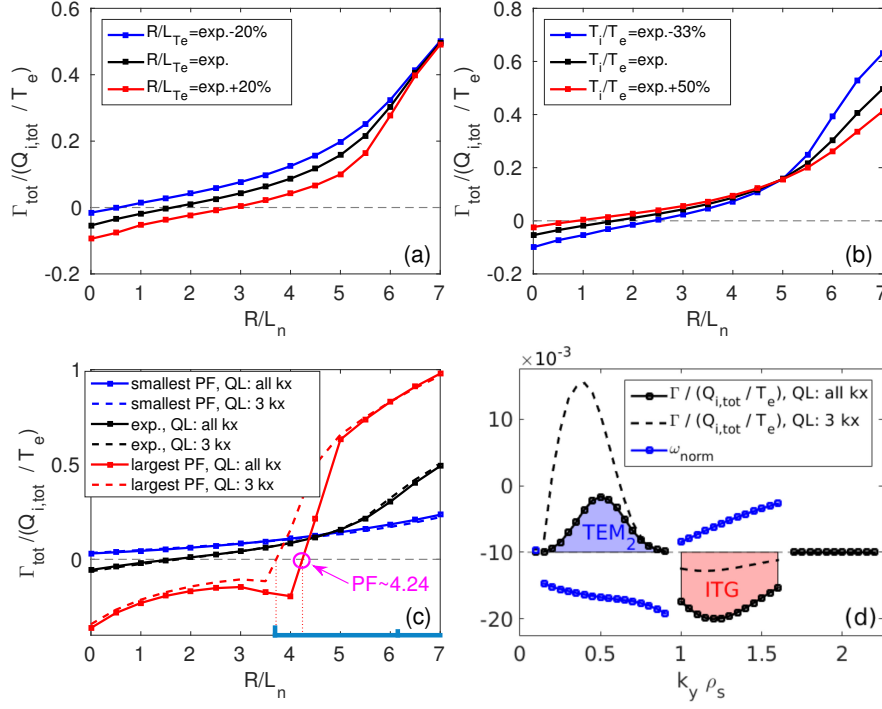 Γ_tot/(Q_i,tot / T_e)
0.6
0.4
0.2
0
-0.2
R/L_Te=exp.-20%
R/L_Te=exp.
R/L_Te=exp.+20%
(a)
0 1 2 3 4 5 6 7
R/L_n
Γ_tot/(Q_i,tot / T_e)
0.8
0.6
0.4
0.2
0
-0.2
T_i/T_e=exp.-33%
T_i/T_e=exp.
T_i/T_e=exp.+50%
(b)
0 1 2 3 4 5 6 7
R/L_n
Γ_tot/(Q_i,tot / T_e)
1
0.5
0
smallest PF, QL: all kx
smallest PF, QL: 3 kx
exp., QL: all kx
exp., QL: 3 kx
largest PF, QL: all kx
largest PF, QL: 3 kx
PF~4.24
(c)
0 1 2 3 4 5 6 7
R/L_n
×10^-3
10
0
-10
-20
Γ / (Q_i,tot / T_e), QL: all kx
Γ / (Q_i,tot / T_e), QL: 3 kx
ω_norm
TEM_2
ITG
(d)
0 0.5 1 1.5 2
k_y ρ_s